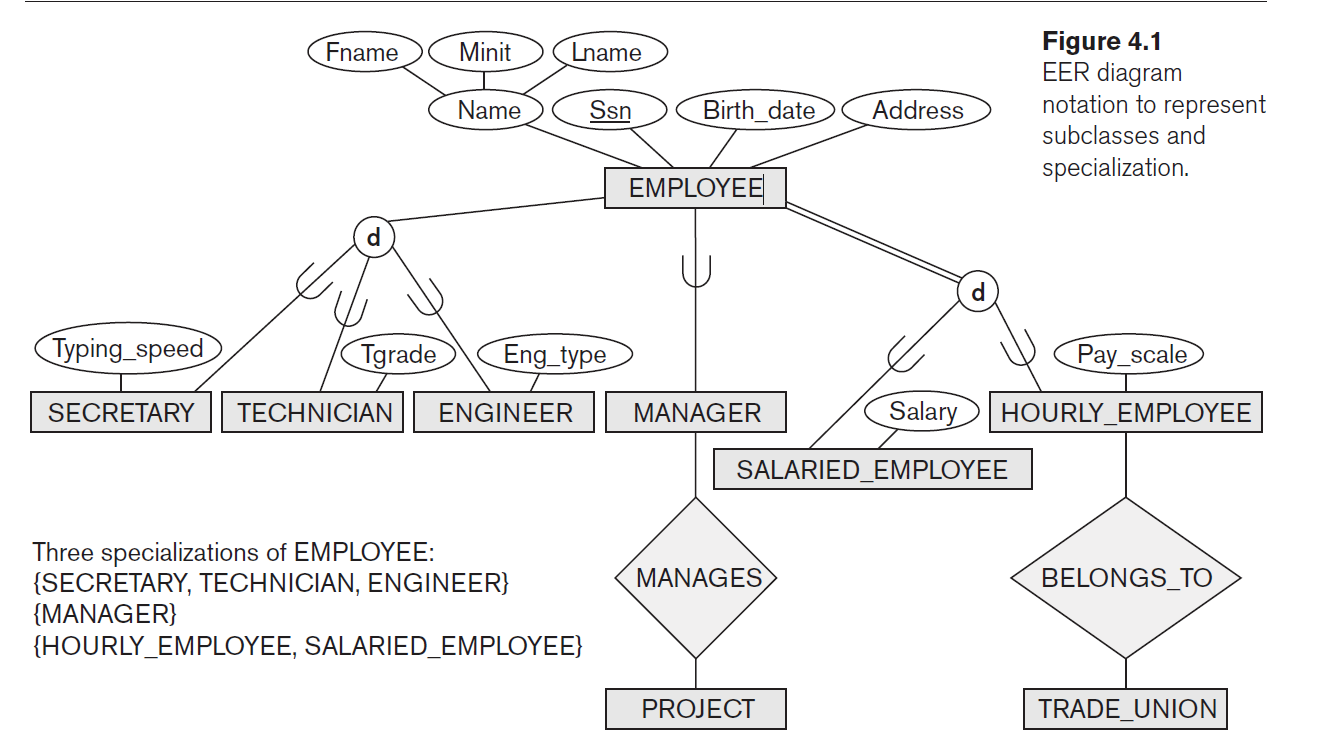 Figure 4.1
EER diagram
notation to represent
subclasses and
specialization.
Fname Minit Lname
Name Ssn Birth_date Address
EMPLOYEE
d
d
Typing_speed Tgrade Eng_type Pay_scale
SECRETARY TECHNICIAN ENGINEER MANAGER Salary HOURLY_EMPLOYEE
SALARIED_EMPLOYEE
Three specializations of EMPLOYEE:
{SECRETARY, TECHNICIAN, ENGINEER}
{MANAGER}
{HOURLY_EMPLOYEE, SALARIED_EMPLOYEE}
MANAGES BELONGS_TO
PROJECT TRADE_UNION